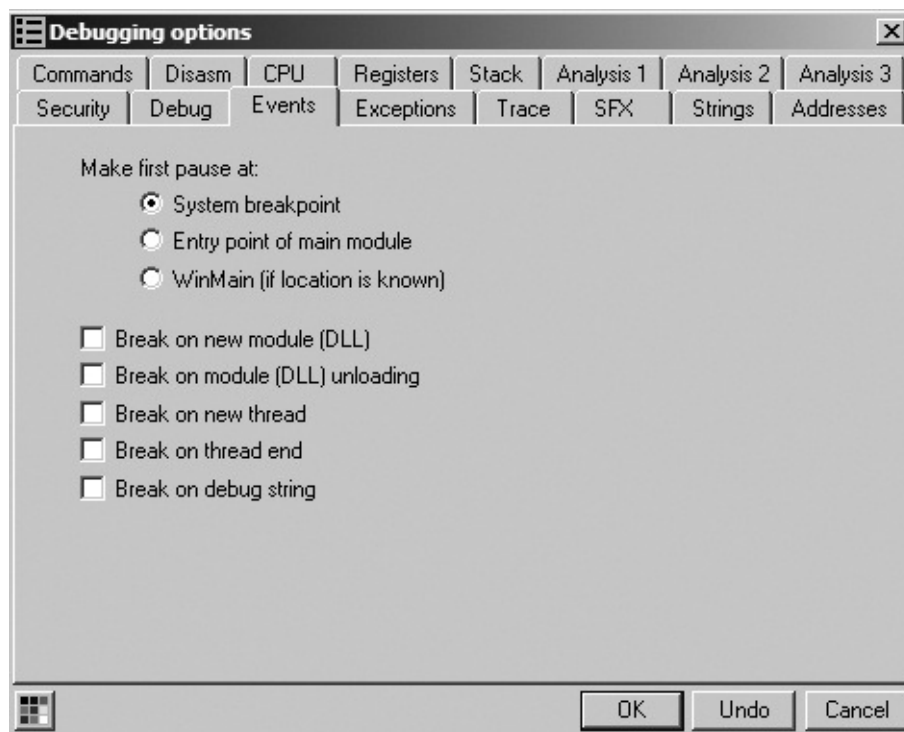 Debugging options
Commands Disasm CPU Registers Stack Analysis 1 Analysis 2 Analysis 3
Security Debug Events Exceptions Trace SFX Strings Addresses
Make first pause at:
System breakpoint
Entry point of main module
WinMain (if location is known)
Break on new module (DLL)
Break on module (DLL) unloading
Break on new thread
Break on thread end
Break on debug string
OK Undo Cancel